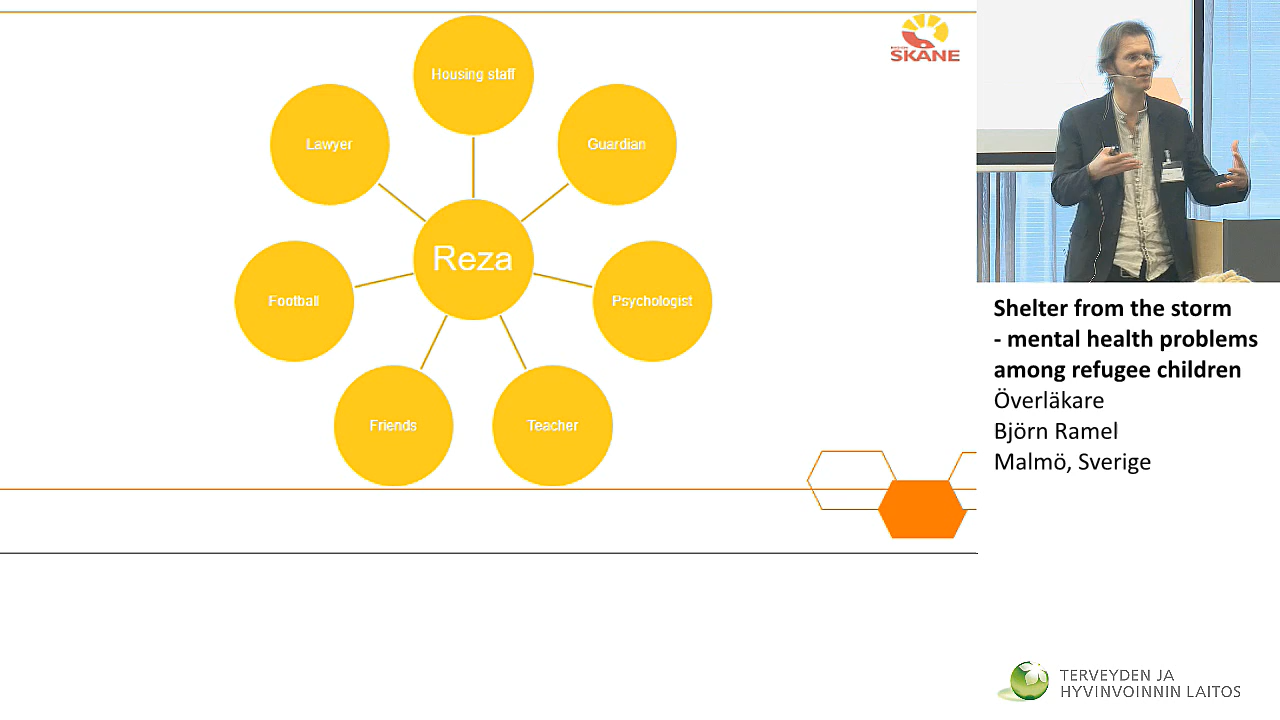 Housing staff
Lawyer
Guardian
Reza
Football
Psychologist
Friends
Teacher
SKÅNE
Shelter from the storm
- mental health problems
among refugee children
Överläkare
Björn Ramel
Malmö, Sverige
TERVEYDEN JA
HYVINVOINNIN LAITOS